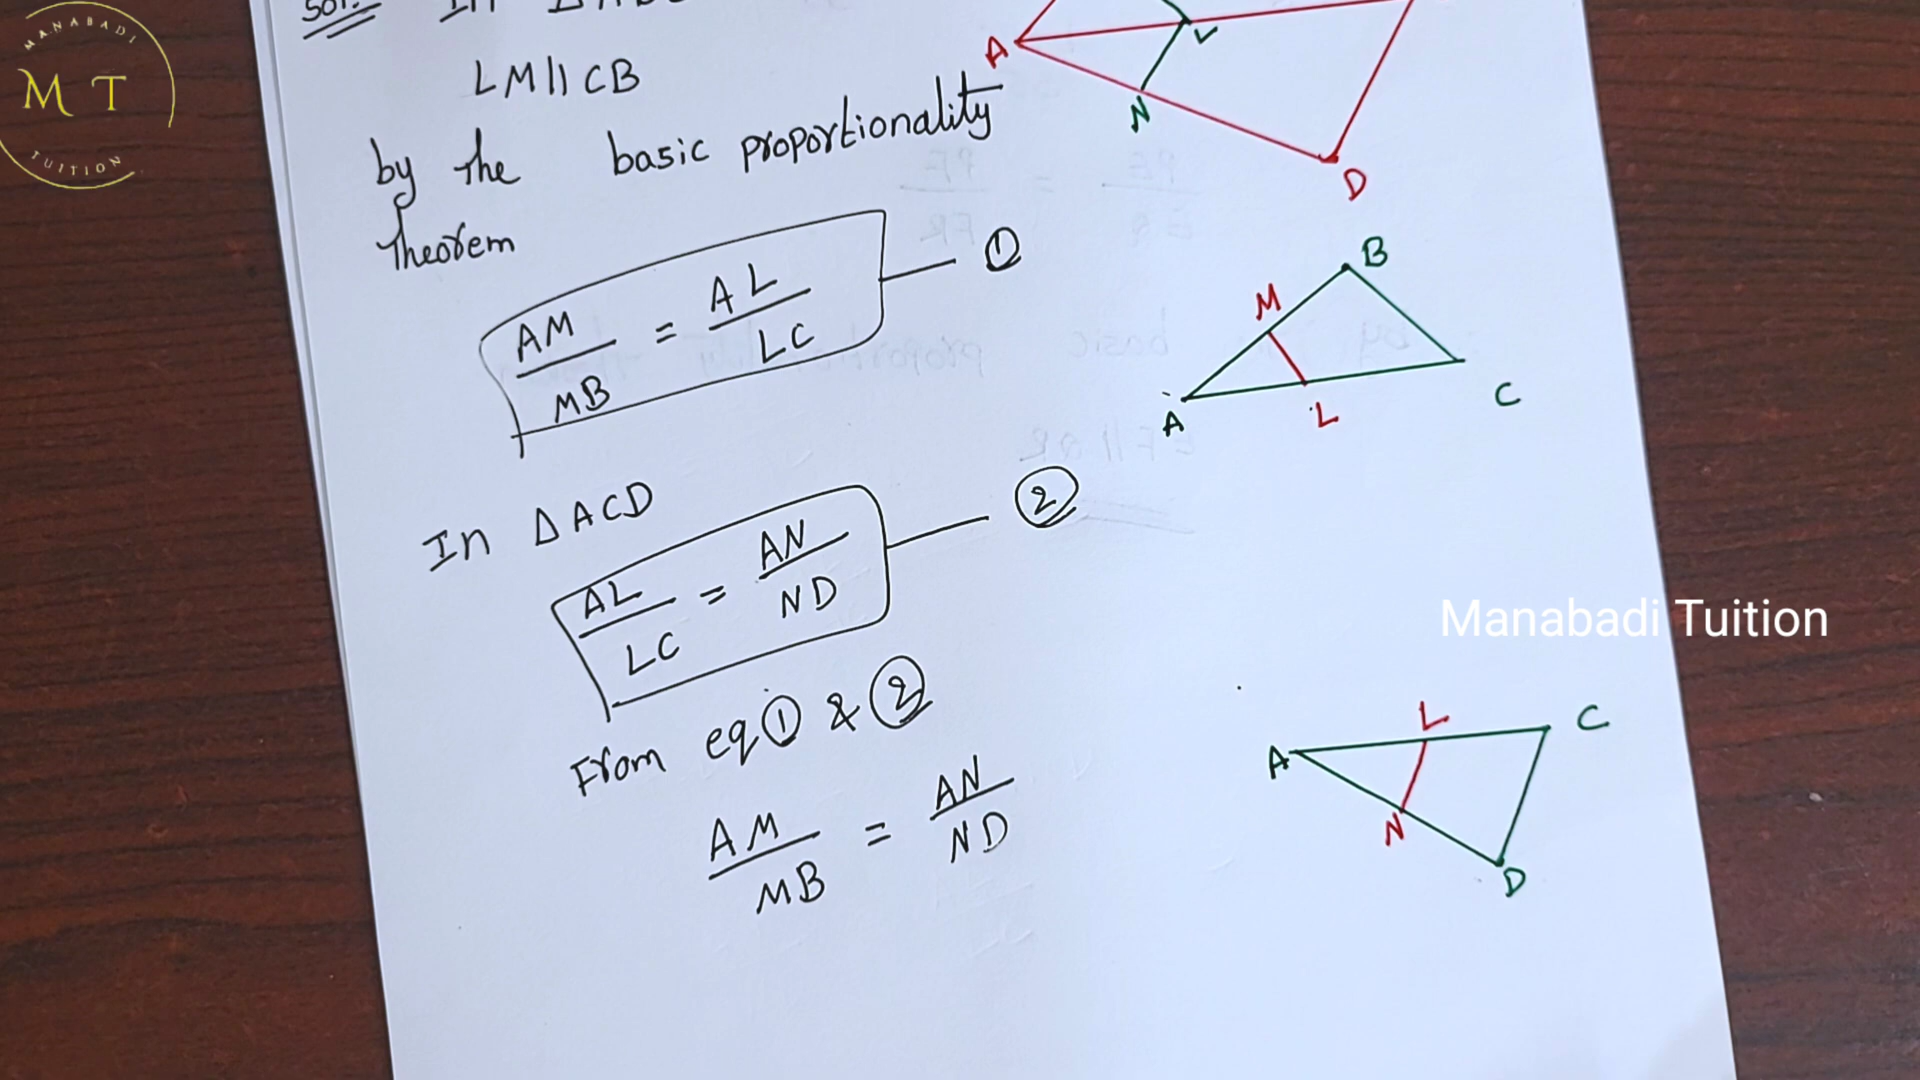 MANABADI
M T
TUITION
Sol:
LM || CB
by the basic proportionality
Theorem
AM/MB = AL/LC — ①
In ΔACD
AL/LC = AN/ND — ②
From eq ① & ②
AM/MB = AN/ND
A
L
N
D
B
M
A
L
C
Manabadi Tuition
L
C
A
N
D